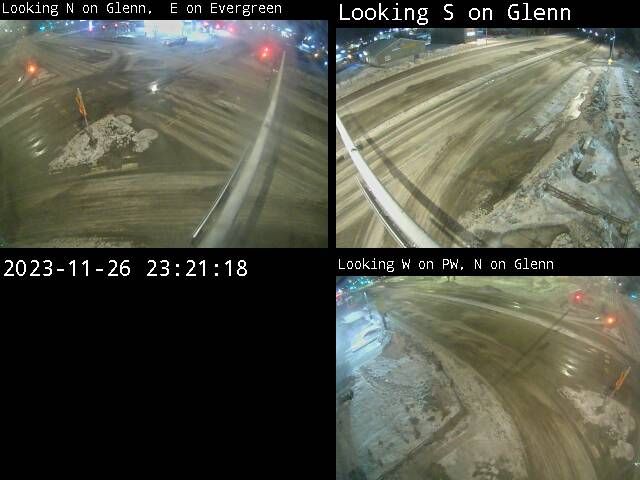 Looking N on Glenn,  E on Evergreen
Looking S on Glenn
2023-11-26 23:21:18
Looking W on PW, N on Glenn